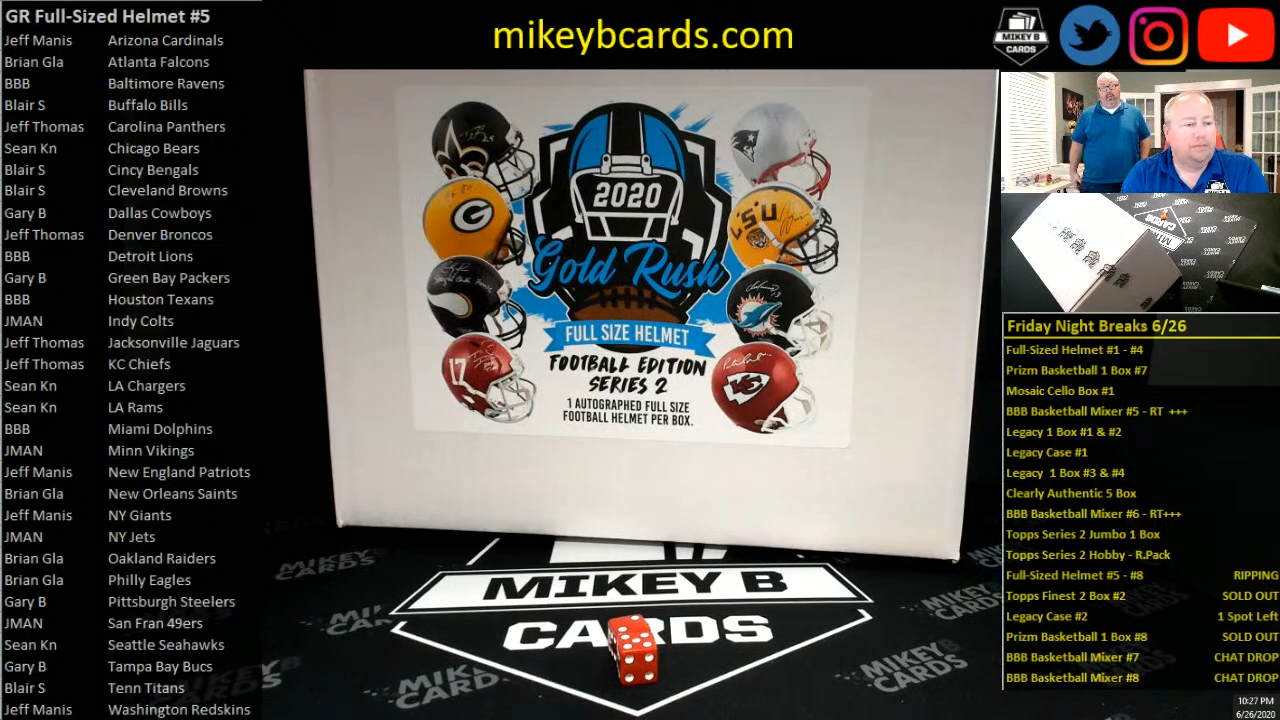 GR Full-Sized Helmet #5
Jeff Manis Arizona Cardinals
Brian Gla Atlanta Falcons
BBB Baltimore Ravens
Blair S Buffalo Bills
Jeff Thomas Carolina Panthers
Sean Kn Chicago Bears
Blair S Cincy Bengals
Blair S Cleveland Browns
Gary B Dallas Cowboys
Jeff Thomas Denver Broncos
BBB Detroit Lions
Gary B Green Bay Packers
BBB Houston Texans
JMAN Indy Colts
Jeff Thomas Jacksonville Jaguars
Jeff Thomas KC Chiefs
Sean Kn LA Chargers
Sean Kn LA Rams
BBB Miami Dolphins
JMAN Minn Vikings
Jeff Manis New England Patriots
Brian Gla New Orleans Saints
Jeff Manis NY Giants
JMAN NY Jets
Brian Gla Oakland Raiders
Brian Gla Philly Eagles
Gary B Pittsburgh Steelers
JMAN San Fran 49ers
Sean Kn Seattle Seahawks
Gary B Tampa Bay Bucs
Blair S Tenn Titans
Jeff Manis Washington Redskins
mikeybcards.com
2020
Gold Rush
FULL SIZE HELMET
FOOTBALL EDITION
SERIES 2
1 AUTOGRAPHED FULL SIZE
FOOTBALL HELMET PER BOX.
G
LSU
17
KC
MIKEY B
CARDS
MIKEY B
CARDS
Friday Night Breaks 6/26
Full-Sized Helmet #1 - #4
Prizm Basketball 1 Box #7
Mosaic Cello Box #1
BBB Basketball Mixer #5 - RT +++
Legacy 1 Box #1 & #2
Legacy Case #1
Legacy 1 Box #3 & #4
Clearly Authentic 5 Box
BBB Basketball Mixer #6 - RT+++
Topps Series 2 Jumbo 1 Box
Topps Series 2 Hobby - R.Pack
Full-Sized Helmet #5 - #8 RIPPING
Topps Finest 2 Box #2 SOLD OUT
Legacy Case #2 1 Spot Left
Prizm Basketball 1 Box #8 SOLD OUT
BBB Basketball Mixer #7 CHAT DROP
BBB Basketball Mixer #8 CHAT DROP
10:27 PM
6/26/2020